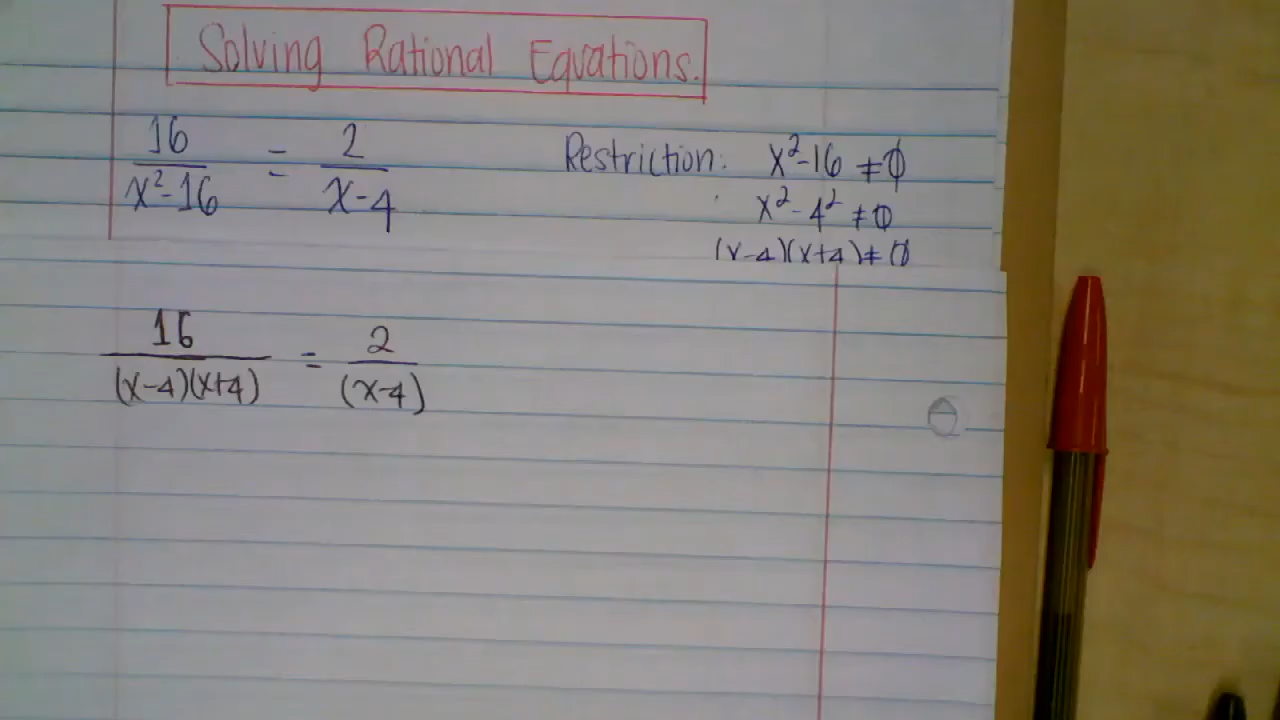 Solving Rational Equations.
16/(x²-16) = 2/(x-4)
Restriction: x²-16 ≠ 0
x² - 4² ≠ 0
(x-4)(x+4) ≠ 0
16/((x-4)(x+4)) = 2/(x-4)